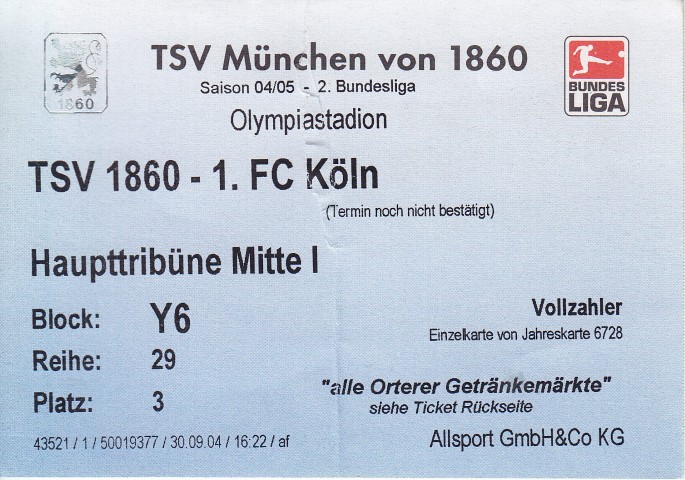 TSV München von 1860
Saison 04/05 - 2. Bundesliga
Olympiastadion
1860
BUNDES
LIGA
TSV 1860 - 1. FC Köln
(Termin noch nicht bestätigt)
Haupttribüne Mitte I
Block: Y6
Reihe: 29
Platz: 3
Vollzahler
Einzelkarte von Jahreskarte 6728
"alle Orterer Getränkemärkte"
siehe Ticket Rückseite
43521 / 1 / 50019377 / 30.09.04 / 16:22 / af
Allsport GmbH&Co KG